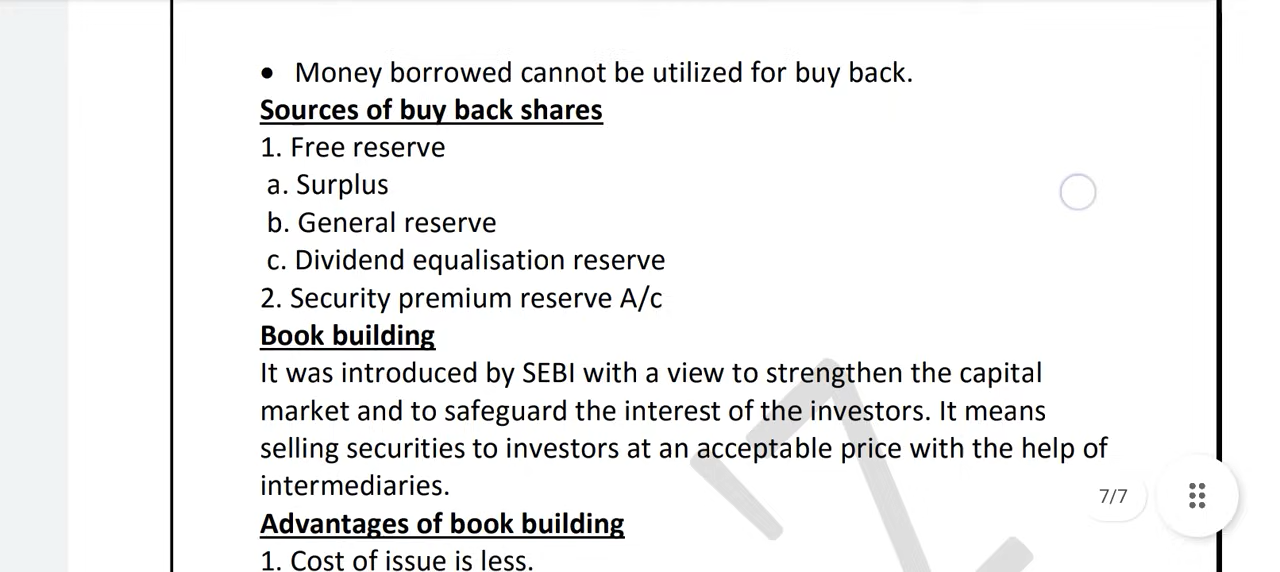 • Money borrowed cannot be utilized for buy back.
Sources of buy back shares
1. Free reserve
a. Surplus
b. General reserve
c. Dividend equalisation reserve
2. Security premium reserve A/c
Book building
It was introduced by SEBI with a view to strengthen the capital
market and to safeguard the interest of the investors. It means
selling securities to investors at an acceptable price with the help of
intermediaries.
7/7
Advantages of book building
1. Cost of issue is less.